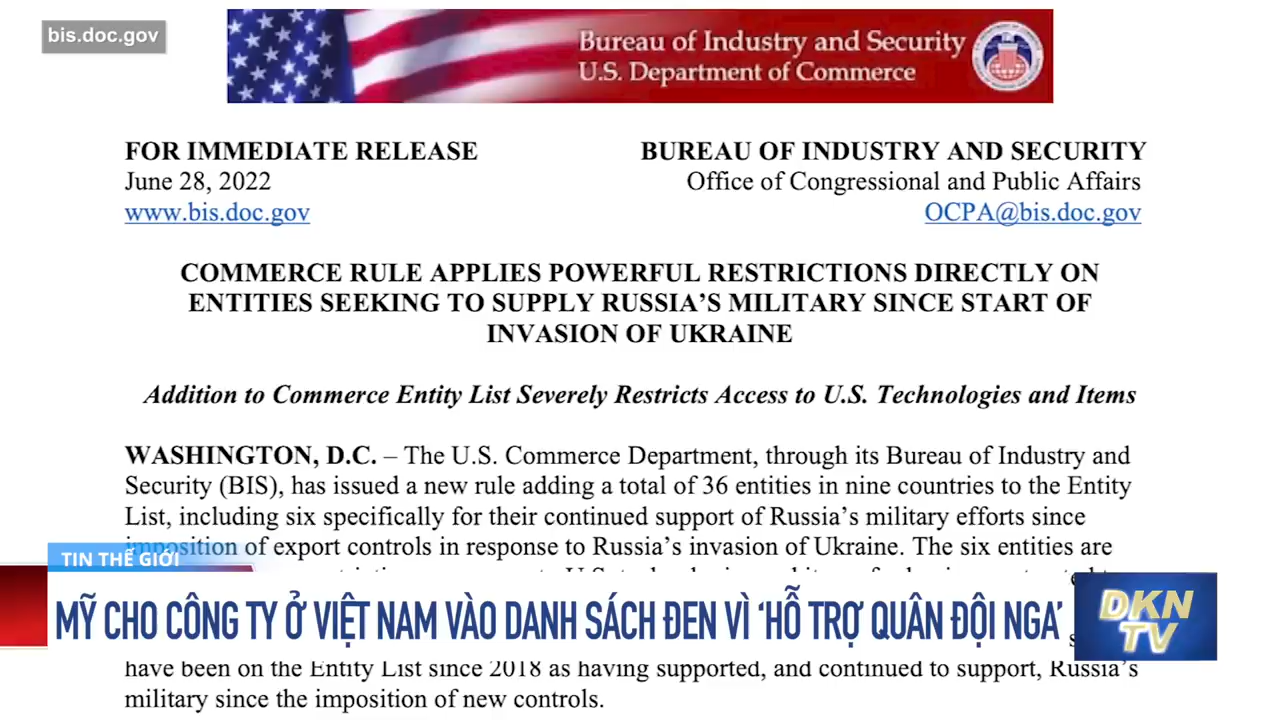 bis.doc.gov
Bureau of Industry and Security
U.S. Department of Commerce
FOR IMMEDIATE RELEASE
June 28, 2022
www.bis.doc.gov
BUREAU OF INDUSTRY AND SECURITY
Office of Congressional and Public Affairs
OCPA@bis.doc.gov
COMMERCE RULE APPLIES POWERFUL RESTRICTIONS DIRECTLY ON
ENTITIES SEEKING TO SUPPLY RUSSIA’S MILITARY SINCE START OF
INVASION OF UKRAINE
Addition to Commerce Entity List Severely Restricts Access to U.S. Technologies and Items
WASHINGTON, D.C. – The U.S. Commerce Department, through its Bureau of Industry and
Security (BIS), has issued a new rule adding a total of 36 entities in nine countries to the Entity
List, including six specifically for their continued support of Russia’s military efforts since
imposition of export controls in response to Russia’s invasion of Ukraine. The six entities are
TIN THẾ GIỚI
MỸ CHO CÔNG TY Ở VIỆT NAM VÀO DANH SÁCH ĐEN VÌ ‘HỖ TRỢ QUÂN ĐỘI NGA’
DKN
TV
have been on the Entity List since 2018 as having supported, and continued to support, Russia’s
military since the imposition of new controls.